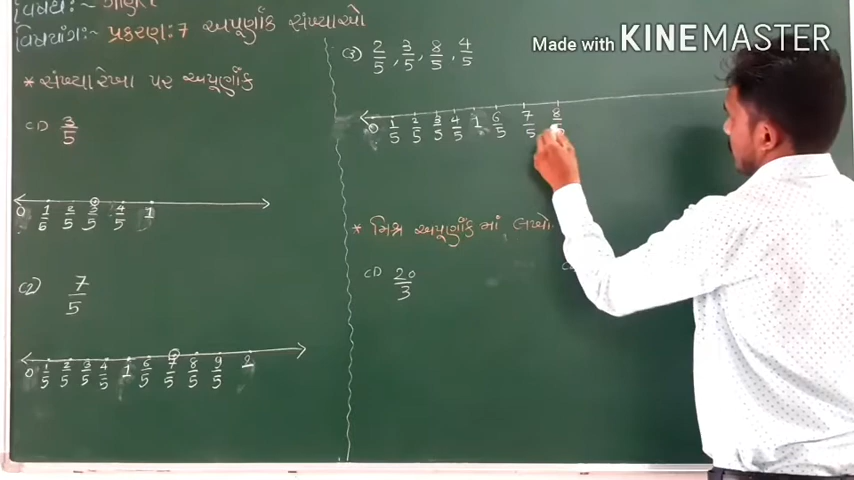 વિષય:~ ગણિત
વિષયાંગ:~ પ્રકરણ:7 અપૂર્ણાંક સંખ્યાઓ
* સંખ્યારેખા પર અપૂર્ણાંક
(1) 3/5
0 1/5 2/5 3/5 4/5 1
(2) 7/5
0 1/5 2/5 3/5 4/5 1 6/5 7/5 8/5 9/5 2
(3) 2/5, 3/5, 8/5, 4/5
0 1/5 2/5 3/5 4/5 1 6/5 7/5 8/5
* મિશ્ર અપૂર્ણાંક માં લખો.
(1) 20/3
Made with KINEMASTER